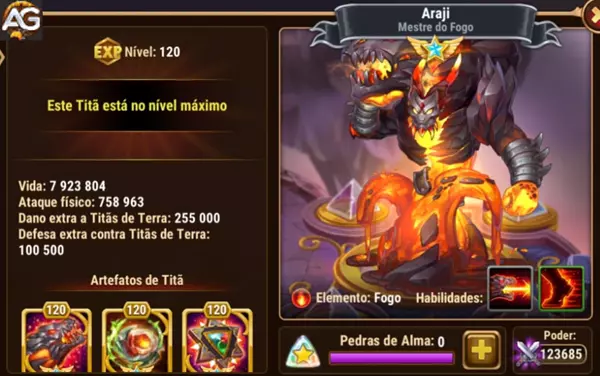 AG
Araji
Mestre do Fogo
EXP Nível: 120
Este Titã está no nível máximo
Vida: 7 923 804
Ataque físico: 758 963
Dano extra a Titãs de Terra: 255 000
Defesa extra contra Titãs de Terra:
100 500
Artefatos de Titã
120 120 120
Elemento: Fogo Habilidades:
Pedras de Alma: 0
Poder:
123685